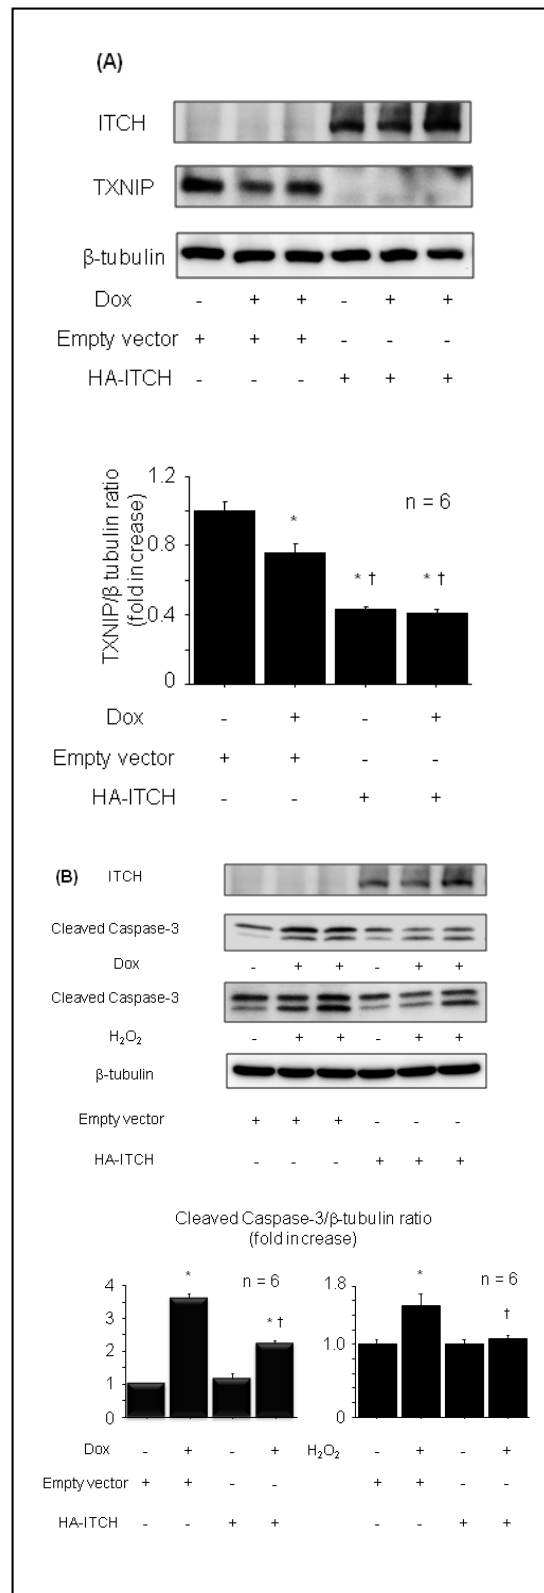 (A)
ITCH
TXNIP
β-tubulin
Dox - + + - + +
Empty vector + + + - - -
HA-ITCH - - - + + +
TXNIP/β tubulin ratio
(fold increase)
1.2
0.8
0.4
0
n = 6
*
* †
* †
Dox - + - +
Empty vector + + - -
HA-ITCH - - + +
(B) ITCH
Cleaved Caspase-3
Dox - + + - + +
Cleaved Caspase-3
H₂O₂ - + + - + +
β-tubulin
Empty vector + + + - - -
HA-ITCH - - - + + +
Cleaved Caspase-3/β-tubulin ratio
(fold increase)
4
3
2
1
0
*
n = 6
* †
1.8
1.0
0
*
n = 6
†
Dox - + - + H₂O₂ - + - +
Empty vector + + - - + + - -
HA-ITCH - - + + - - + +